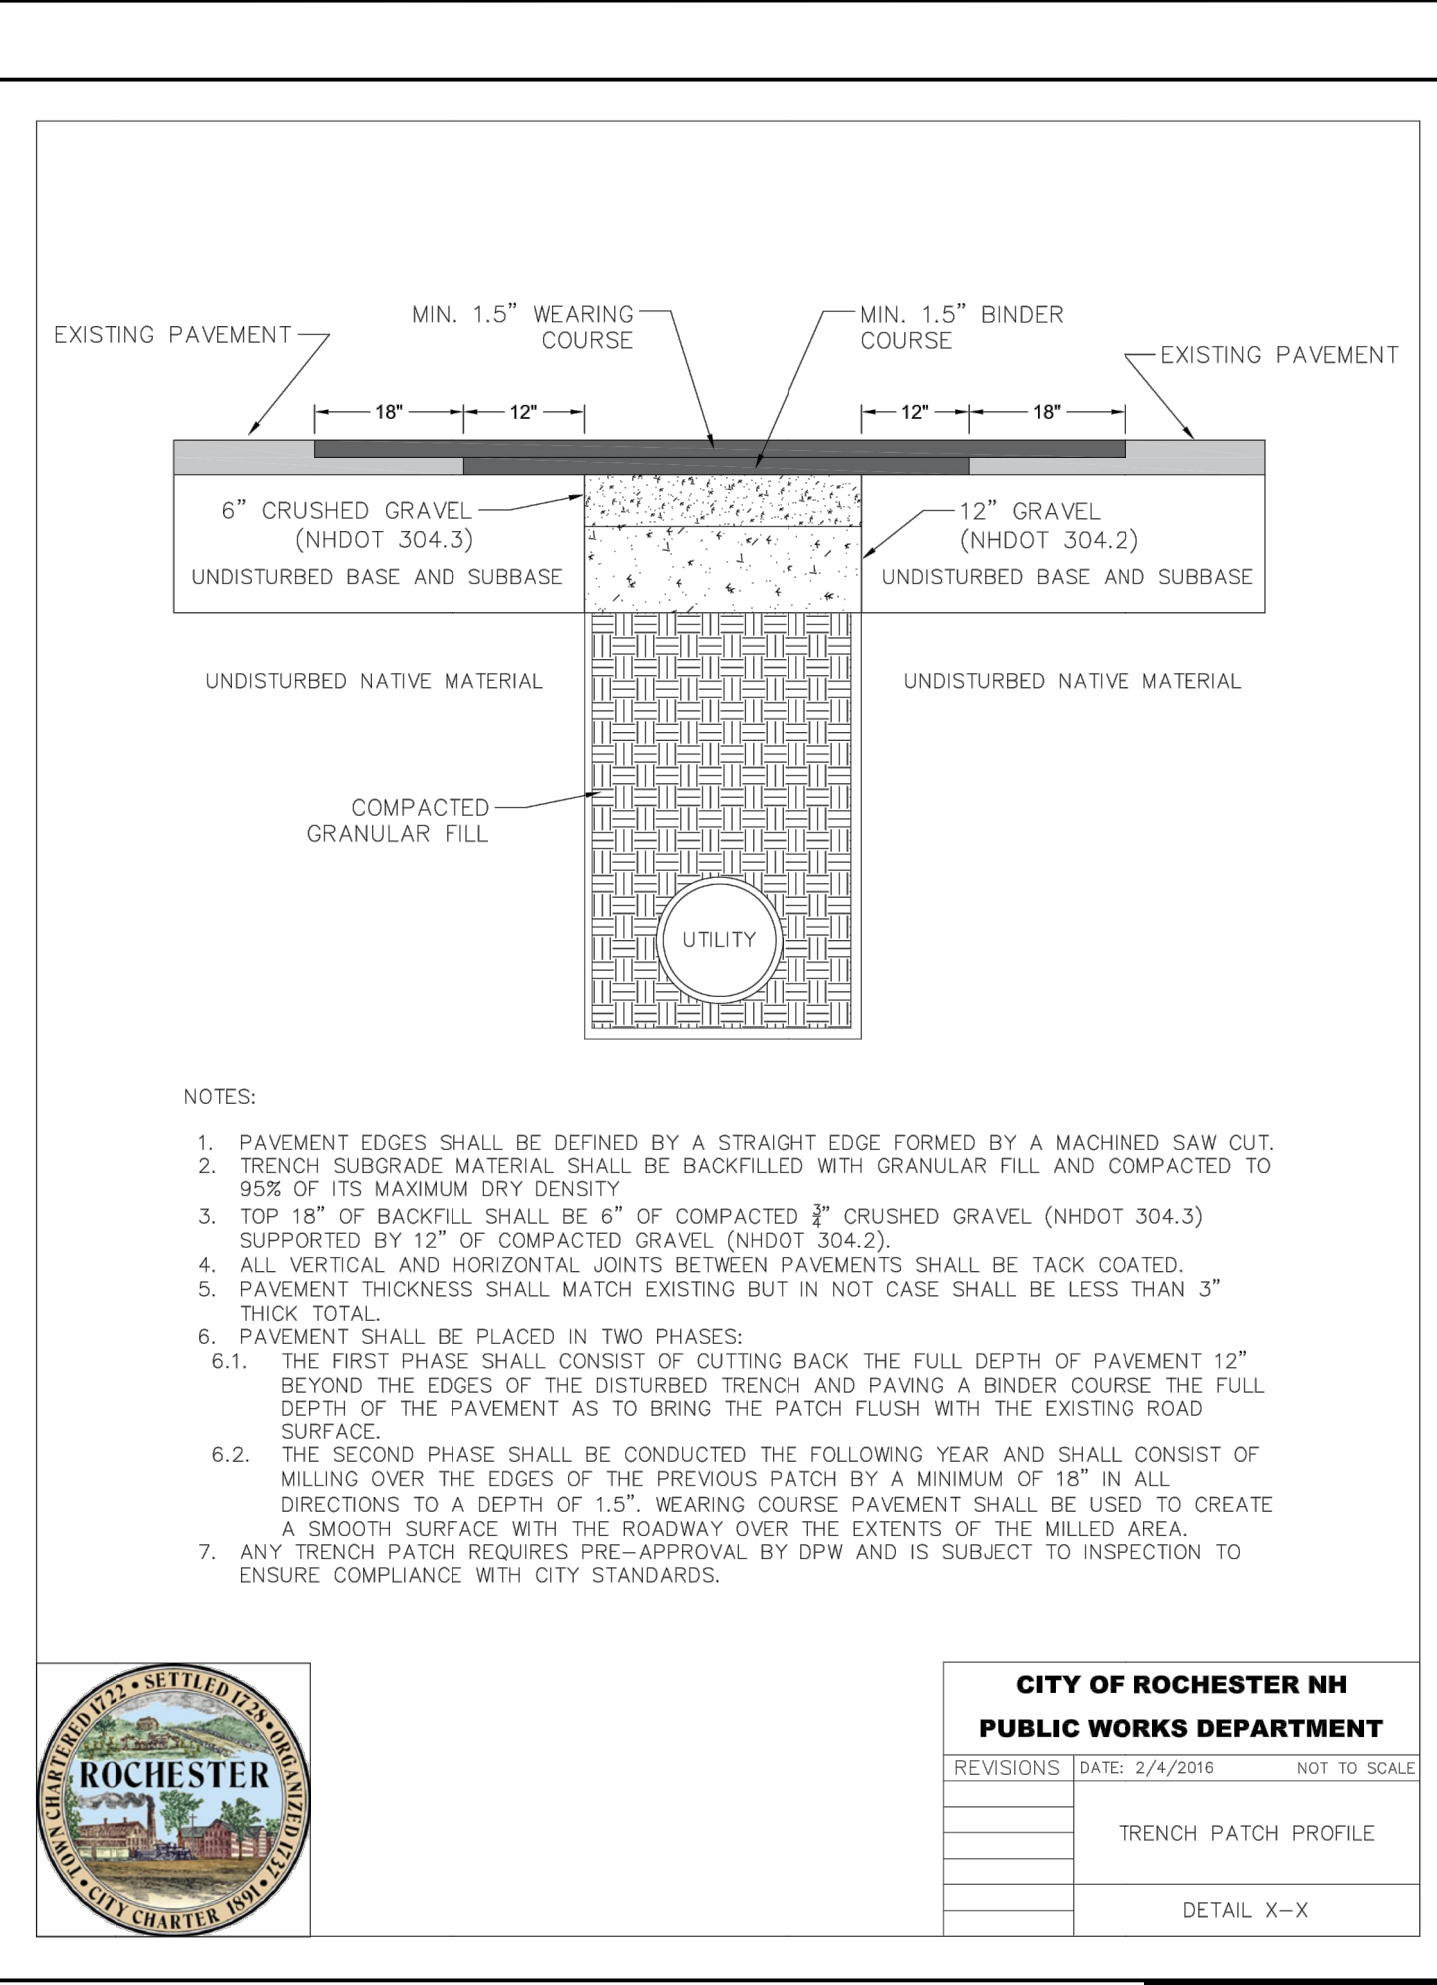 MIN. 1.5" WEARING
COURSE
MIN. 1.5" BINDER
COURSE
EXISTING PAVEMENT
EXISTING PAVEMENT
18"
12"
12"
18"
6" CRUSHED GRAVEL
(NHDOT 304.3)
12" GRAVEL
(NHDOT 304.2)
UNDISTURBED BASE AND SUBBASE
UNDISTURBED BASE AND SUBBASE
UNDISTURBED NATIVE MATERIAL
UNDISTURBED NATIVE MATERIAL
COMPACTED
GRANULAR FILL
UTILITY
NOTES:
1. PAVEMENT EDGES SHALL BE DEFINED BY A STRAIGHT EDGE FORMED BY A MACHINED SAW CUT.
2. TRENCH SUBGRADE MATERIAL SHALL BE BACKFILLED WITH GRANULAR FILL AND COMPACTED TO
95% OF ITS MAXIMUM DRY DENSITY
3. TOP 18" OF BACKFILL SHALL BE 6" OF COMPACTED ¾" CRUSHED GRAVEL (NHDOT 304.3)
SUPPORTED BY 12" OF COMPACTED GRAVEL (NHDOT 304.2).
4. ALL VERTICAL AND HORIZONTAL JOINTS BETWEEN PAVEMENTS SHALL BE TACK COATED.
5. PAVEMENT THICKNESS SHALL MATCH EXISTING BUT IN NOT CASE SHALL BE LESS THAN 3"
THICK TOTAL.
6. PAVEMENT SHALL BE PLACED IN TWO PHASES:
6.1. THE FIRST PHASE SHALL CONSIST OF CUTTING BACK THE FULL DEPTH OF PAVEMENT 12"
BEYOND THE EDGES OF THE DISTURBED TRENCH AND PAVING A BINDER COURSE THE FULL
DEPTH OF THE PAVEMENT AS TO BRING THE PATCH FLUSH WITH THE EXISTING ROAD
SURFACE.
6.2. THE SECOND PHASE SHALL BE CONDUCTED THE FOLLOWING YEAR AND SHALL CONSIST OF
MILLING OVER THE EDGES OF THE PREVIOUS PATCH BY A MINIMUM OF 18" IN ALL
DIRECTIONS TO A DEPTH OF 1.5". WEARING COURSE PAVEMENT SHALL BE USED TO CREATE
A SMOOTH SURFACE WITH THE ROADWAY OVER THE EXTENTS OF THE MILLED AREA.
7. ANY TRENCH PATCH REQUIRES PRE-APPROVAL BY DPW AND IS SUBJECT TO INSPECTION TO
ENSURE COMPLIANCE WITH CITY STANDARDS.
TOWN CHARTERED 1722 • SETTLED 1728 • ORGANIZED 1737 •
ROCHESTER
• CITY CHARTER 1891 •
CITY OF ROCHESTER NH
PUBLIC WORKS DEPARTMENT
REVISIONS
DATE: 2/4/2016 NOT TO SCALE
TRENCH PATCH PROFILE
DETAIL X-X